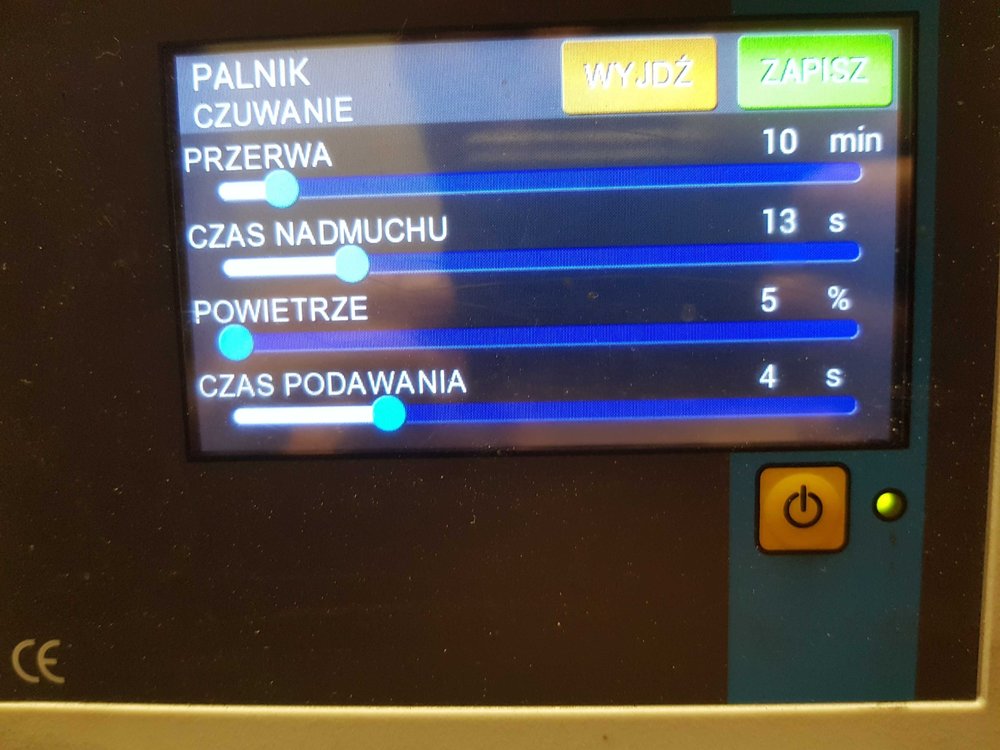 PALNIK
CZUWANIE
WYJDŹ
ZAPISZ
PRZERWA 10 min
CZAS NADMUCHU 13 s
POWIETRZE 5 %
CZAS PODAWANIA 4 s
CE